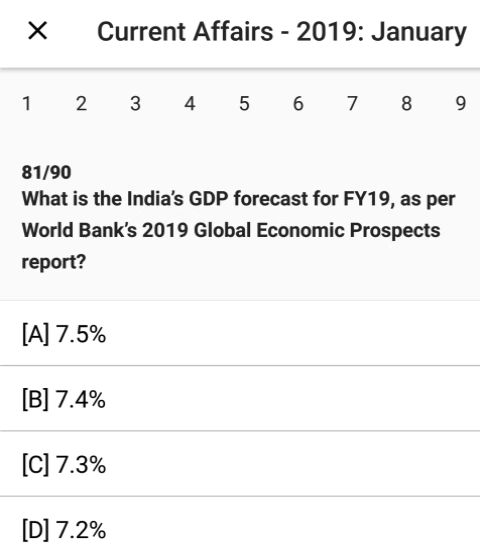 × Current Affairs - 2019: January
1 2 3 4 5 6 7 8 9
81/90
What is the India's GDP forecast for FY19, as per
World Bank's 2019 Global Economic Prospects
report?
[A] 7.5%
[B] 7.4%
[C] 7.3%
[D] 7.2%